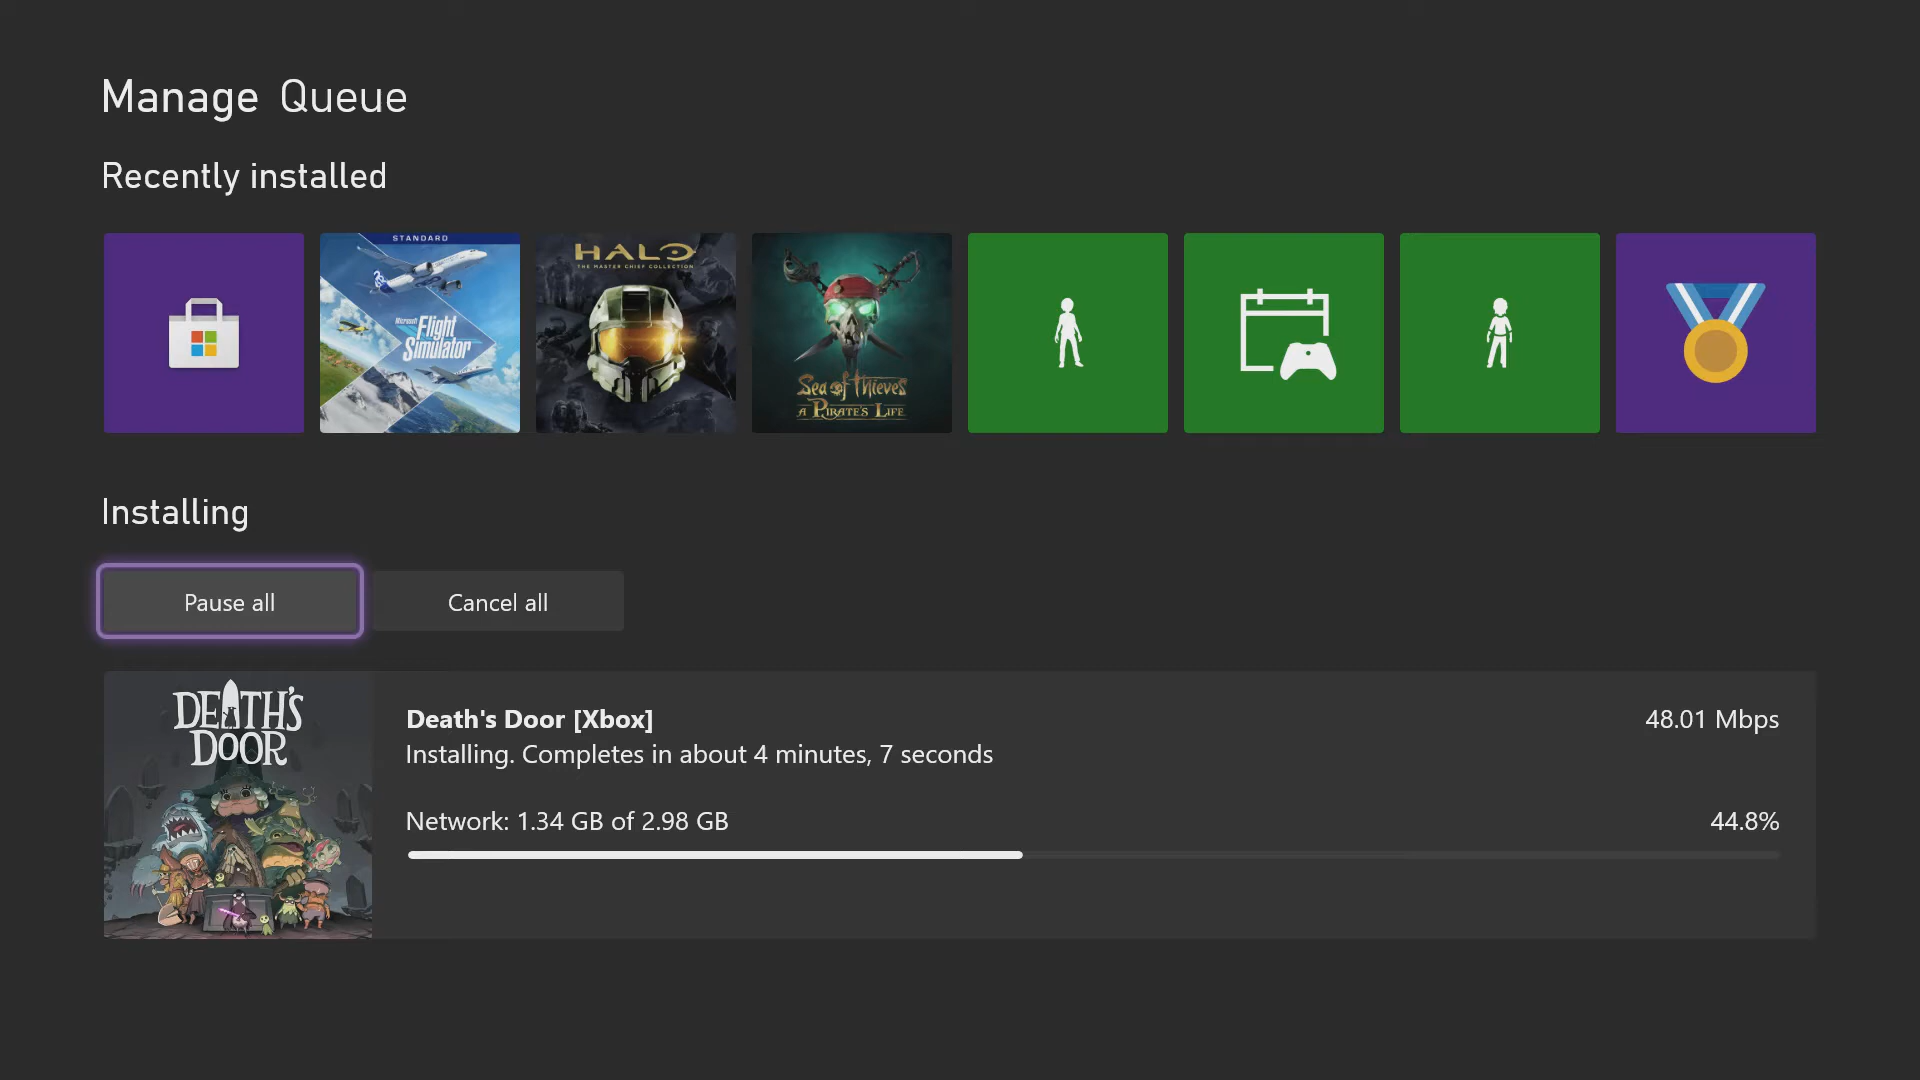 Manage Queue
Recently installed
STANDARD
Microsoft
Flight
Simulator
HALO
THE MASTER CHIEF COLLECTION
Sea of Thieves
A Pirate's Life
Installing
Pause all
Cancel all
DEATH'S
DOOR
Death's Door [Xbox]
48.01 Mbps
Installing. Completes in about 4 minutes, 7 seconds
Network: 1.34 GB of 2.98 GB
44.8%